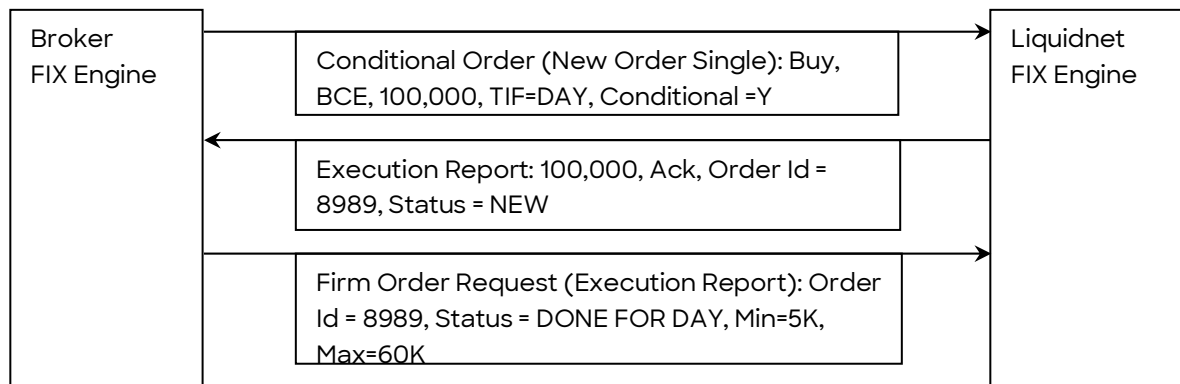 Broker
FIX Engine
Conditional Order (New Order Single): Buy,
BCE, 100,000, TIF=DAY, Conditional =Y
Liquidnet
FIX Engine
Execution Report: 100,000, Ack, Order Id =
8989, Status = NEW
Firm Order Request (Execution Report): Order
Id = 8989, Status = DONE FOR DAY, Min=5K,
Max=60K